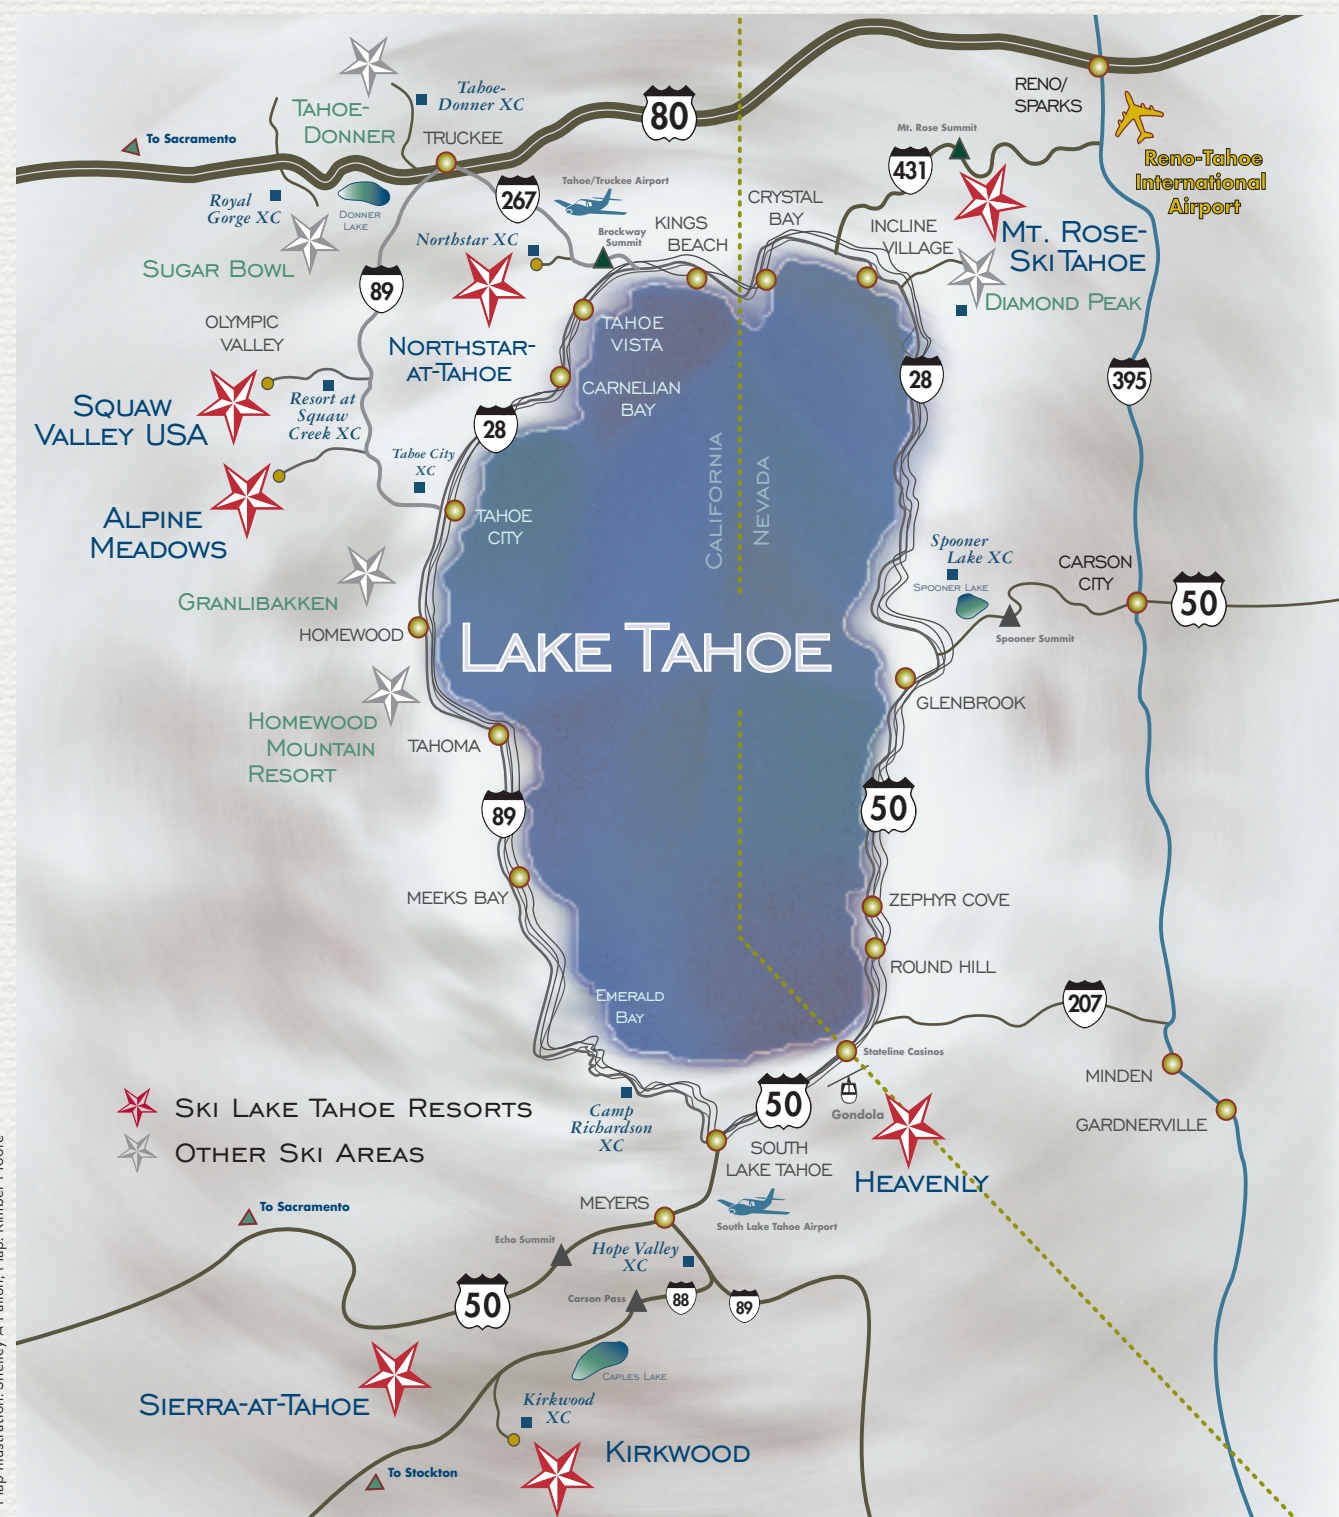 TAHOE-
DONNER
Tahoe-
Donner XC
To Sacramento
TRUCKEE
80
RENO/
SPARKS
Reno-Tahoe
International
Airport
Mt. Rose Summit
431
Royal
Gorge XC
DONNER
LAKE
267
Tahoe/Truckee Airport
CRYSTAL
BAY
KINGS
BEACH
Brockway
Summit
Northstar XC
INCLINE
VILLAGE
MT. ROSE-
SKI TAHOE
SUGAR BOWL
89
DIAMOND PEAK
OLYMPIC
VALLEY
TAHOE
VISTA
NORTHSTAR-
AT-TAHOE
28
395
CARNELIAN
BAY
SQUAW
VALLEY USA
Resort at
Squaw
Creek XC
28
Tahoe City
XC
CALIFORNIA
NEVADA
ALPINE
MEADOWS
TAHOE
CITY
Spooner
Lake XC
SPOONER LAKE
CARSON
CITY
50
Spooner Summit
GRANLIBAKKEN
HOMEWOOD
LAKE TAHOE
GLENBROOK
HOMEWOOD
MOUNTAIN
RESORT
TAHOMA
89
50
MEEKS BAY
ZEPHYR COVE
ROUND HILL
EMERALD
BAY
207
Stateline Casinos
MINDEN
GARDNERVILLE
50
Gondola
SKI LAKE TAHOE RESORTS
OTHER SKI AREAS
Camp
Richardson
XC
SOUTH
LAKE TAHOE
HEAVENLY
To Sacramento
MEYERS
South Lake Tahoe Airport
Echo Summit
Hope Valley
XC
50
Carson Pass
88
89
CAPLES LAKE
SIERRA-AT-TAHOE
Kirkwood
XC
KIRKWOOD
To Stockton